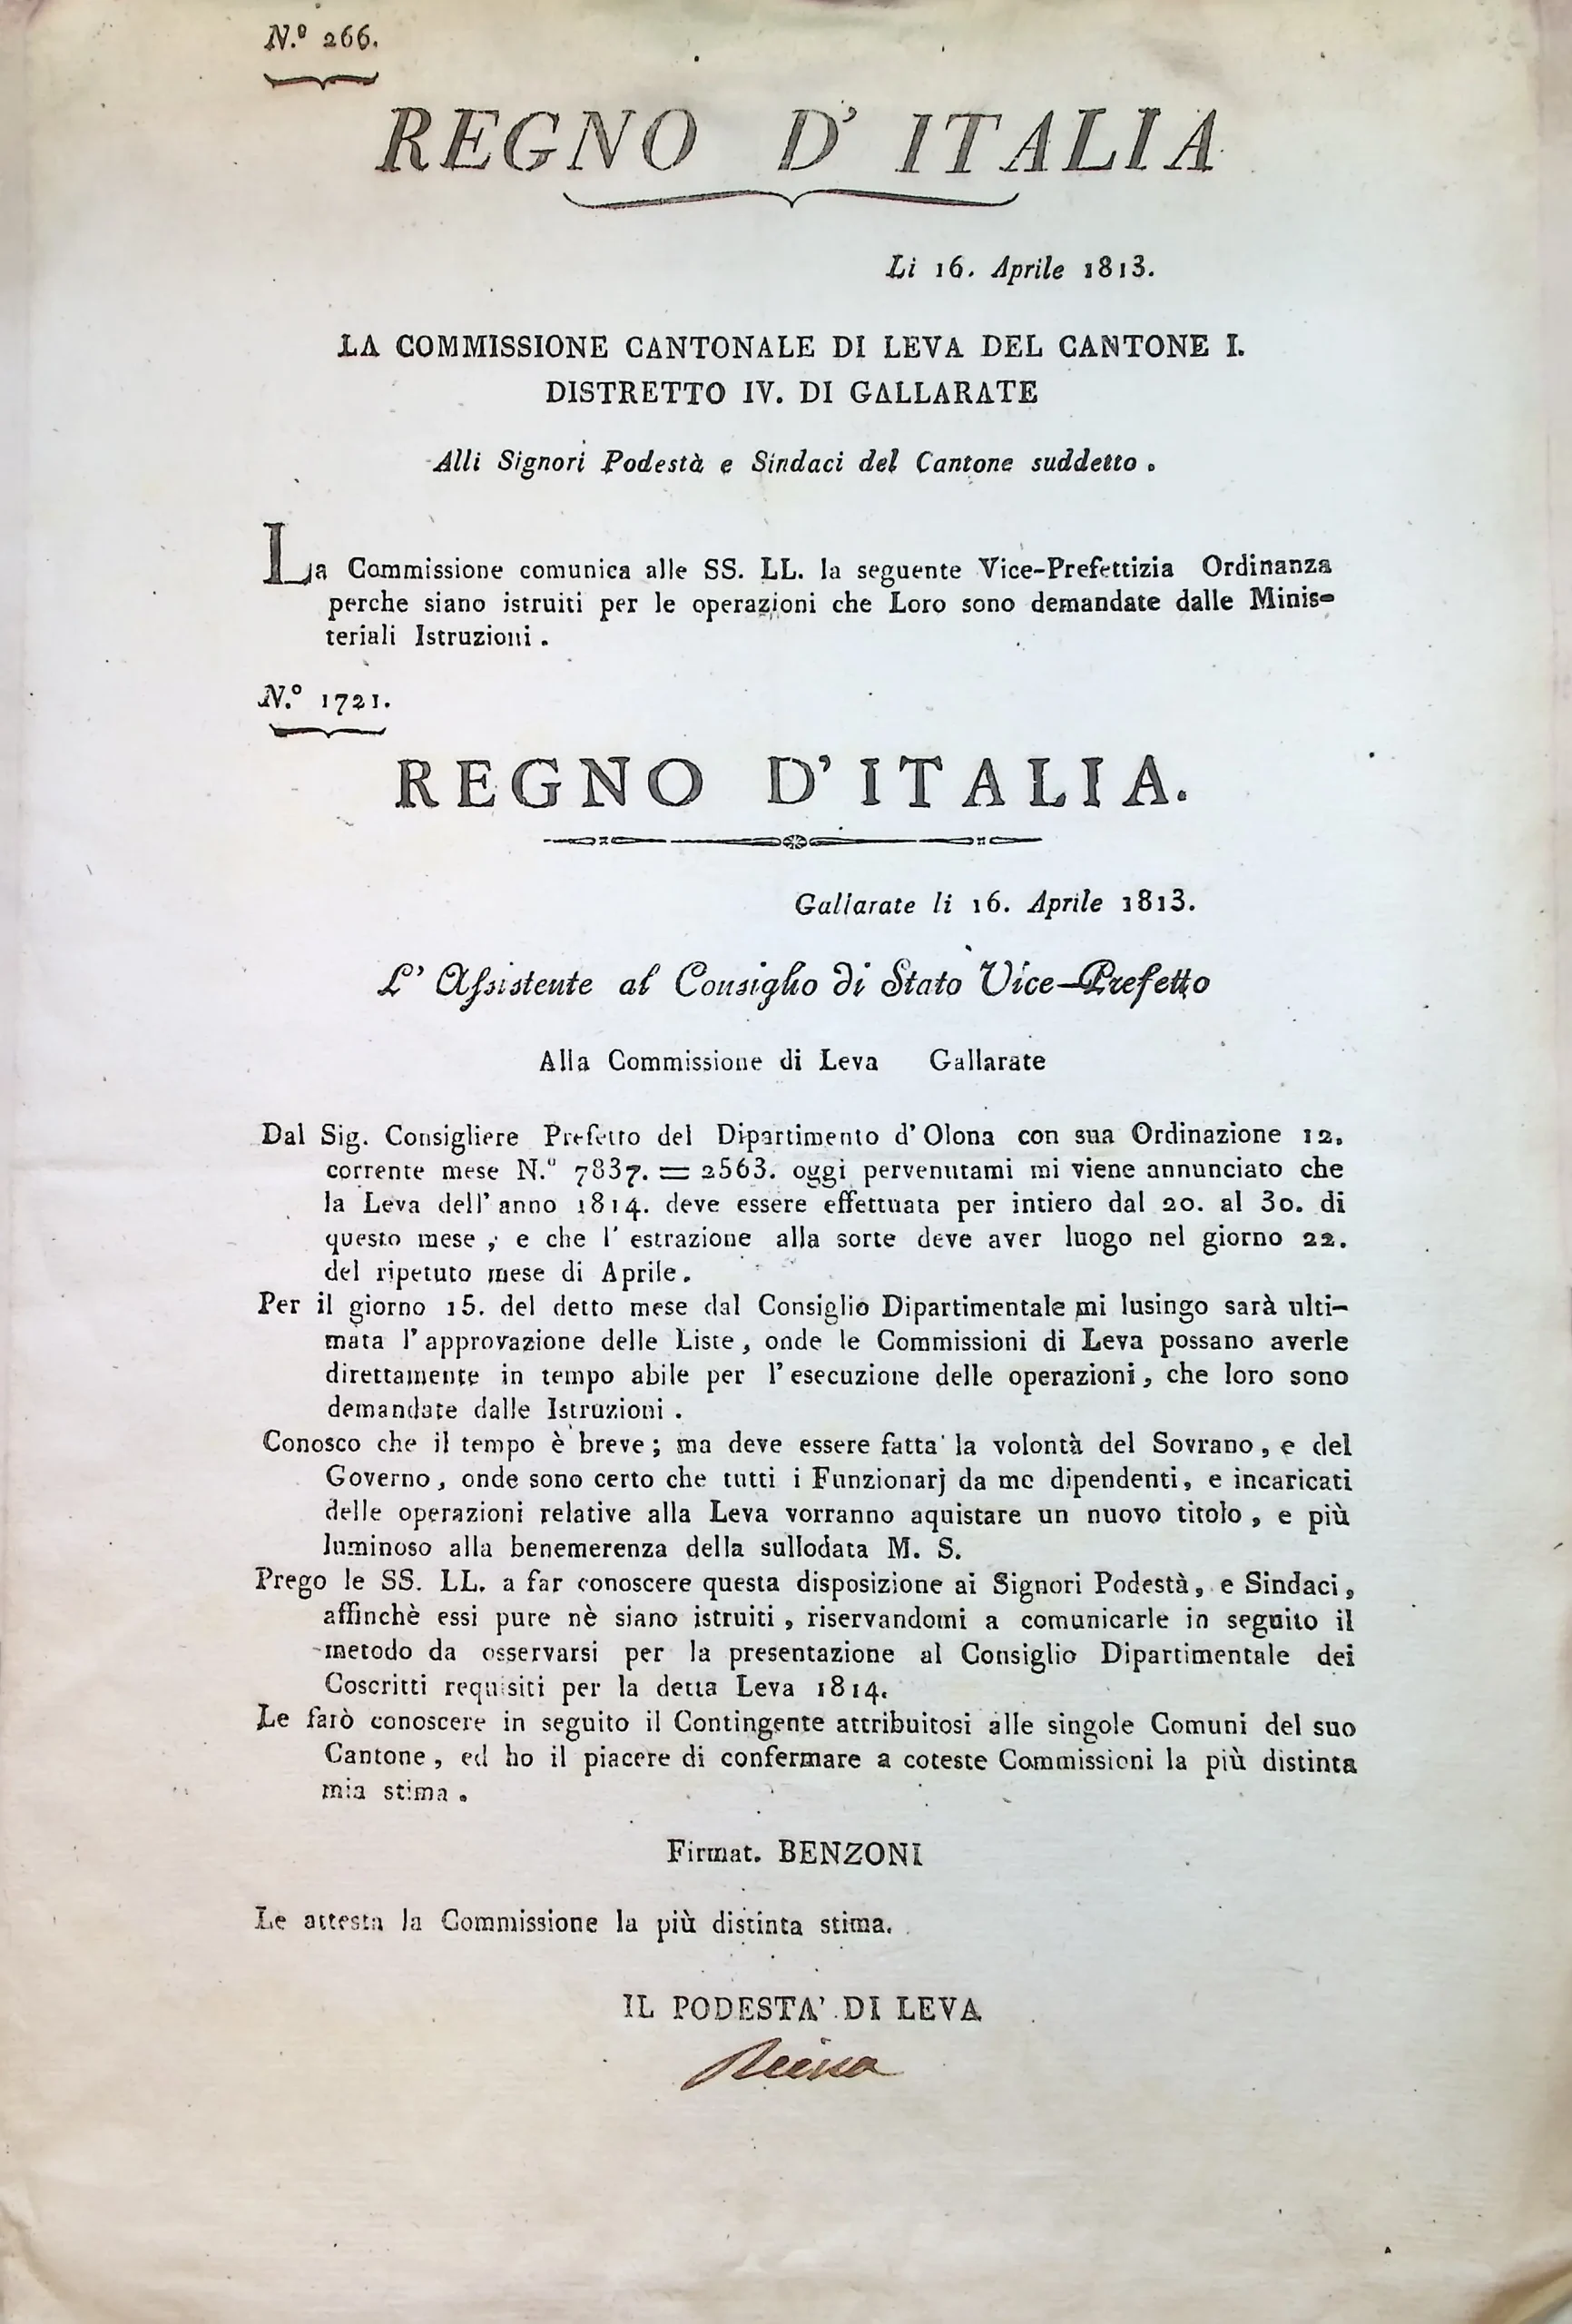 N.º 266.
REGNO D' ITALIA
Li 16. Aprile 1813.
LA COMMISSIONE CANTONALE DI LEVA DEL CANTONE I.
DISTRETTO IV. DI GALLARATE
Alli Signori Podestà e Sindaci del Cantone suddetto .
La Commissione comunica alle SS. LL. la seguente Vice-Prefettizia Ordinanza
perche siano istruiti per le operazioni che Loro sono demandate dalle Minis-
teriali Istruzioni .
N.º 1721.
REGNO D'ITALIA.
Gallarate li 16. Aprile 1813.
L' Assistente al Consiglio di Stato Vice-Prefetto
Alla Commissione di Leva Gallarate
Dal Sig. Consigliere Prefetto del Dipartimento d'Olona con sua Ordinazione 12.
corrente mese N.º 7837. = 2563. oggi pervenutami mi viene annunciato che
la Leva dell'anno 1814. deve essere effettuata per intiero dal 20. al 30. di
questo mese , e che l'estrazione alla sorte deve aver luogo nel giorno 22.
del ripetuto mese di Aprile.
Per il giorno 15. del detto mese dal Consiglio Dipartimentale mi lusingo sarà ulti-
mata l'approvazione delle Liste , onde le Commissioni di Leva possano averle
direttamente in tempo abile per l'esecuzione delle operazioni, che loro sono
demandate dalle Istruzioni .
Conosco che il tempo è breve ; ma deve essere fatta la volontà del Sovrano , e del
Governo , onde sono certo che tutti i Funzionarj da me dipendenti, e incaricati
delle operazioni relative alla Leva vorranno aquistare un nuovo titolo , e più
luminoso alla benemerenza della sullodata M. S.
Prego le SS. LL. a far conoscere questa disposizione ai Signori Podestà, e Sindaci,
affinchè essi pure nè siano istruiti , riservandomi a comunicarle in seguito il
metodo da osservarsi per la presentazione al Consiglio Dipartimentale dei
Coscritti requisiti per la detta Leva 1814.
Le farò conoscere in seguito il Contingente attribuitosi alle singole Comuni del suo
Cantone , ed ho il piacere di confermare a coteste Commissioni la più distinta
mia stima .
Firmat. BENZONI
Le attesta la Commissione la più distinta stima.
IL PODESTA' DI LEVA
Reina